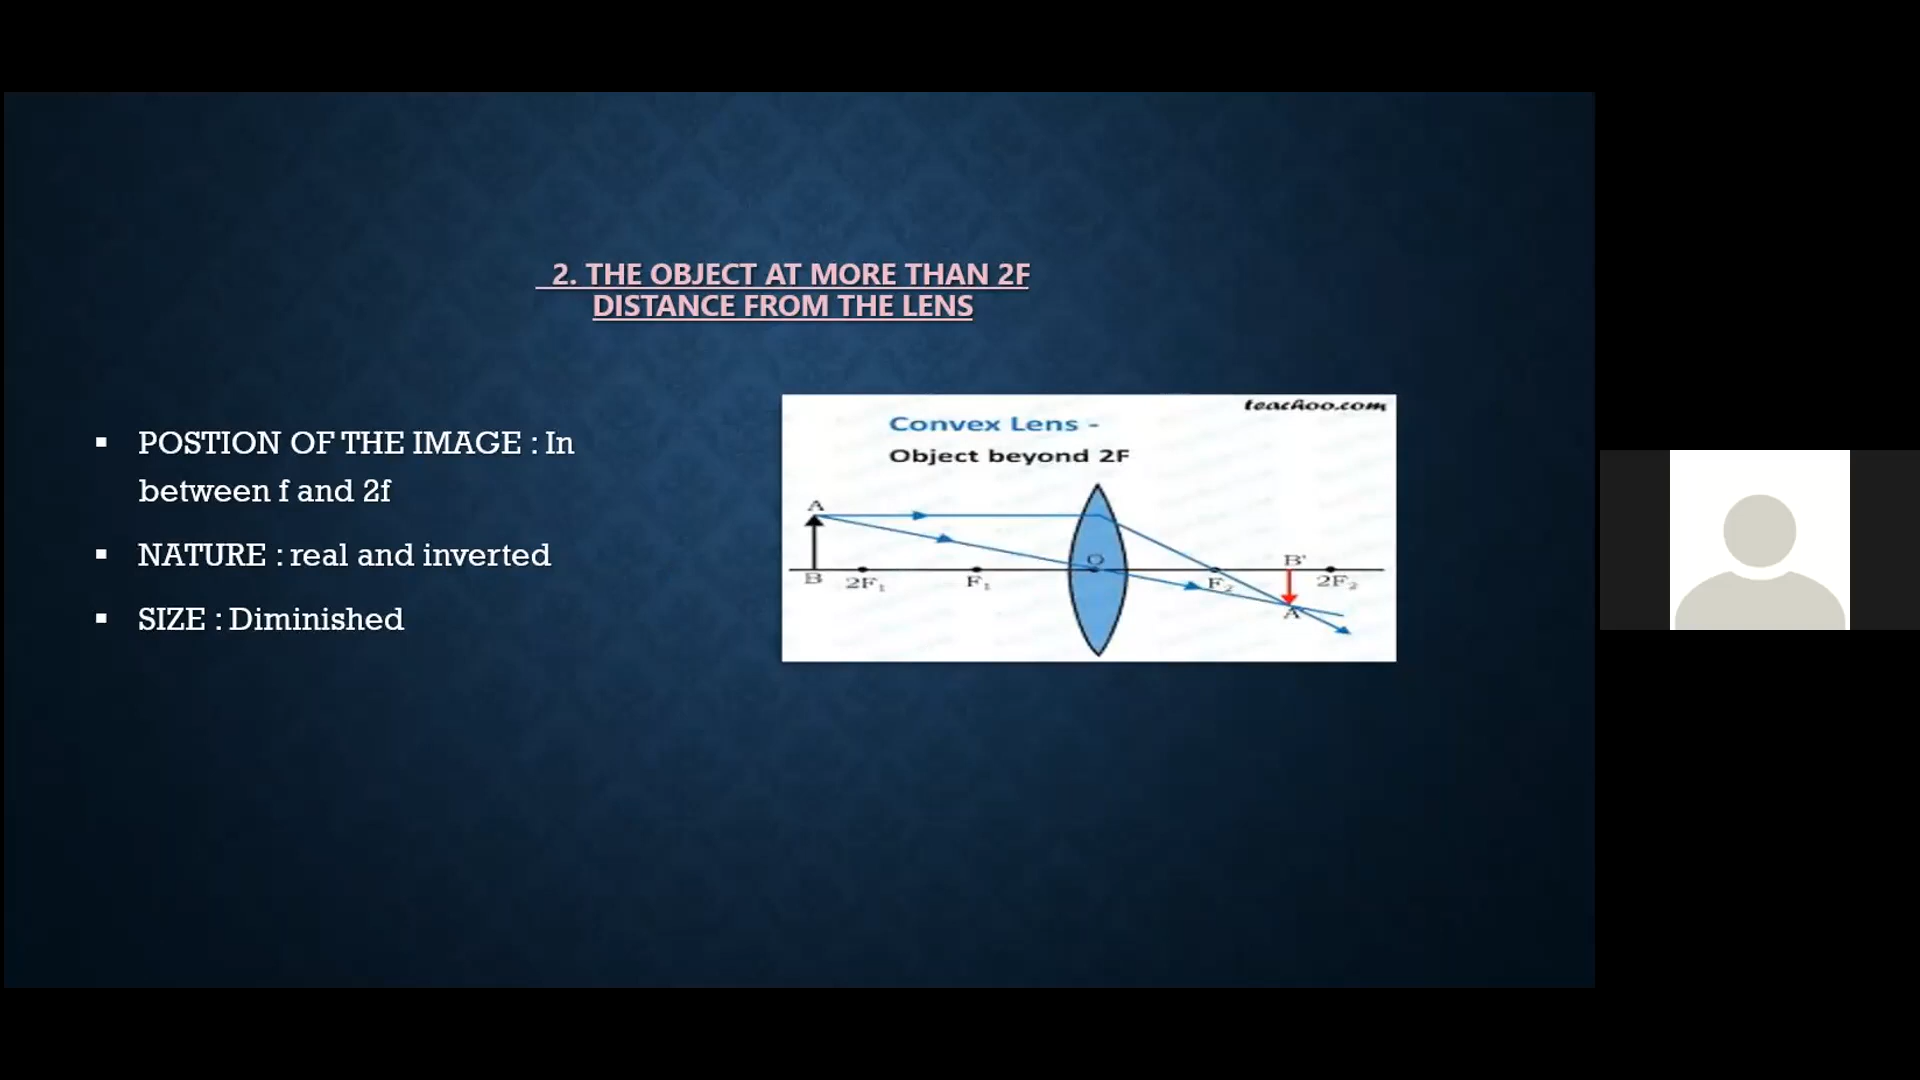 2. THE OBJECT AT MORE THAN 2F
DISTANCE FROM THE LENS
▪ POSTION OF THE IMAGE : In
between f and 2f
▪ NATURE : real and inverted
▪ SIZE : Diminished
teachoo.com
Convex Lens -
Object beyond 2F
A
O
B'
B
2F₁
F₁
F₂
2F₂
A'